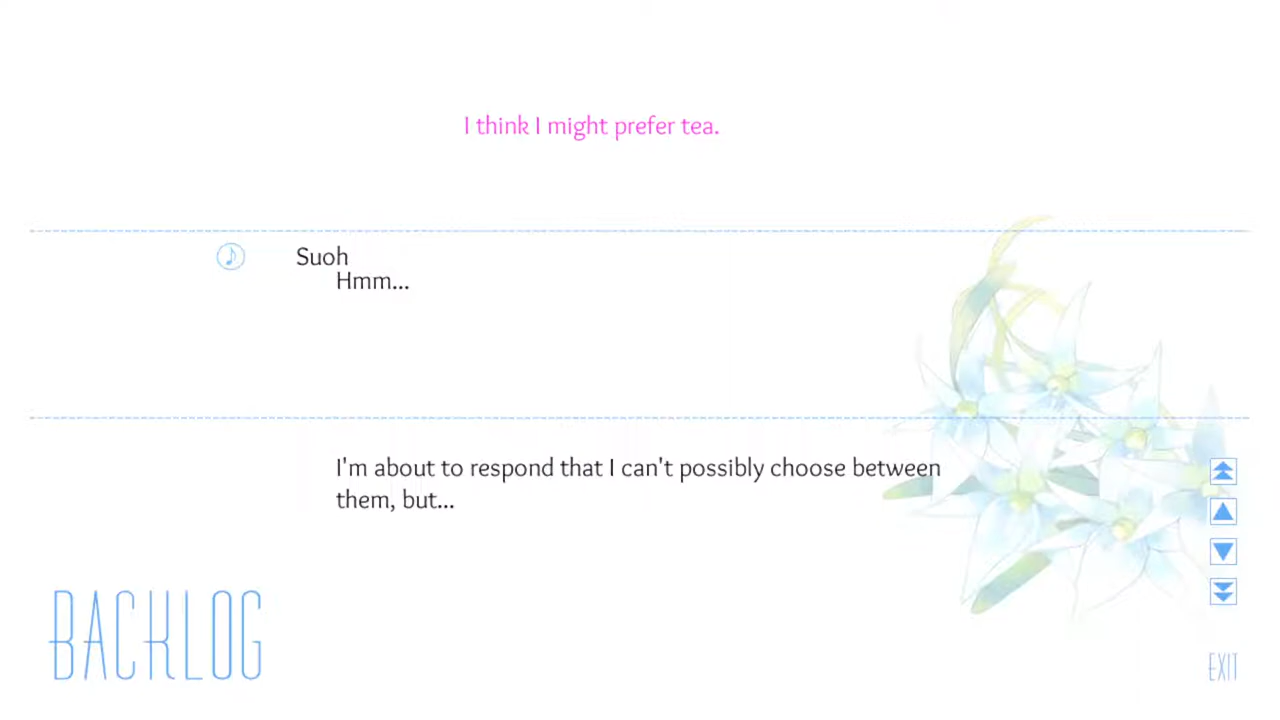 I think I might prefer tea.
Suoh
Hmm...
I'm about to respond that I can't possibly choose between
them, but...
BACKLOG
EXIT